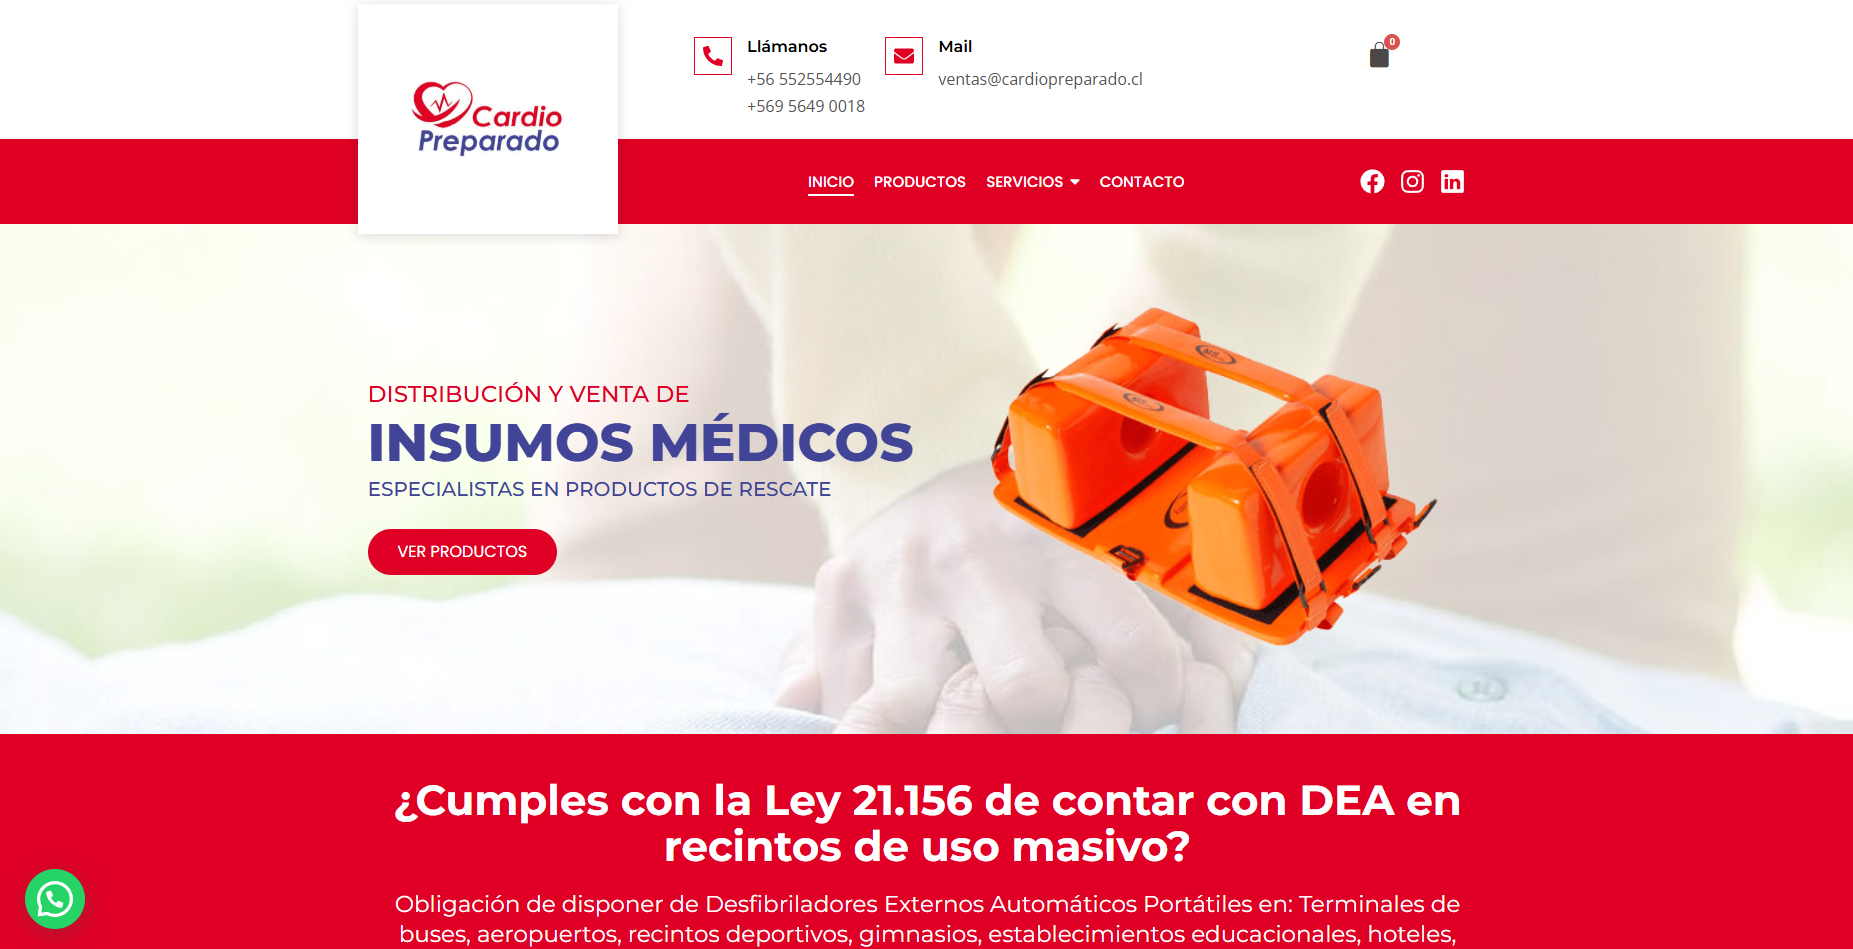 Cardio
Preparado
Llámanos
+56 552554490
+569 5649 0018
Mail
ventas@cardiopreparado.cl
0
INICIO
PRODUCTOS
SERVICIOS
CONTACTO
DISTRIBUCIÓN Y VENTA DE
INSUMOS MÉDICOS
ESPECIALISTAS EN PRODUCTOS DE RESCATE
VER PRODUCTOS
¿Cumples con la Ley 21.156 de contar con DEA en
recintos de uso masivo?
Obligación de disponer de Desfibriladores Externos Automáticos Portátiles en: Terminales de
buses, aeropuertos, recintos deportivos, gimnasios, establecimientos educacionales, hoteles,